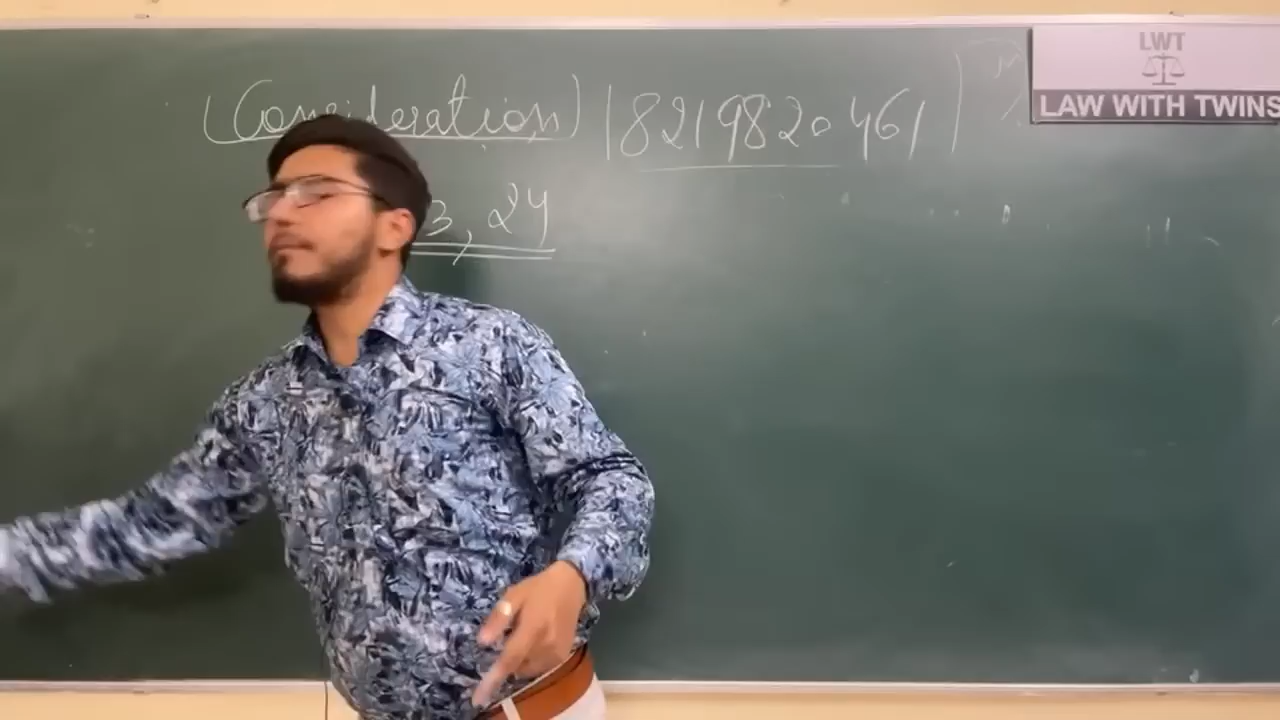 (Consideration) |8219820461|
3, 24
LWT
LAW WITH TWINS